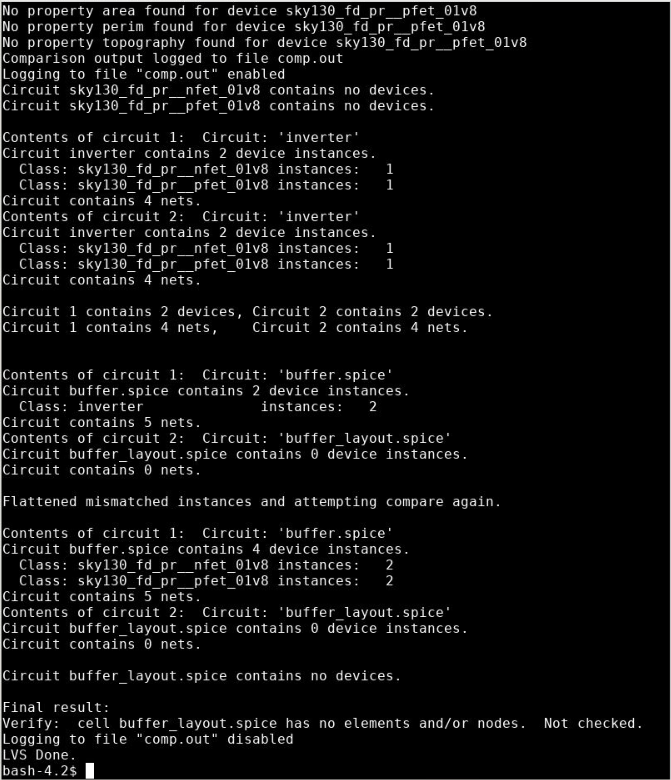 No property area found for device sky130_fd_pr__pfet_01v8
No property perim found for device sky130_fd_pr__pfet_01v8
No property topography found for device sky130_fd_pr__pfet_01v8
Comparison output logged to file comp.out
Logging to file "comp.out" enabled
Circuit sky130_fd_pr__nfet_01v8 contains no devices.
Circuit sky130_fd_pr__pfet_01v8 contains no devices.

Contents of circuit 1:  Circuit: 'inverter'
Circuit inverter contains 2 device instances.
  Class: sky130_fd_pr__nfet_01v8 instances:   1
  Class: sky130_fd_pr__pfet_01v8 instances:   1
Circuit contains 4 nets.
Contents of circuit 2:  Circuit: 'inverter'
Circuit inverter contains 2 device instances.
  Class: sky130_fd_pr__nfet_01v8 instances:   1
  Class: sky130_fd_pr__pfet_01v8 instances:   1
Circuit contains 4 nets.

Circuit 1 contains 2 devices, Circuit 2 contains 2 devices.
Circuit 1 contains 4 nets,    Circuit 2 contains 4 nets.


Contents of circuit 1:  Circuit: 'buffer.spice'
Circuit buffer.spice contains 2 device instances.
  Class: inverter              instances:   2
Circuit contains 5 nets.
Contents of circuit 2:  Circuit: 'buffer_layout.spice'
Circuit buffer_layout.spice contains 0 device instances.
Circuit contains 0 nets.

Flattened mismatched instances and attempting compare again.

Contents of circuit 1:  Circuit: 'buffer.spice'
Circuit buffer.spice contains 4 device instances.
  Class: sky130_fd_pr__nfet_01v8 instances:   2
  Class: sky130_fd_pr__pfet_01v8 instances:   2
Circuit contains 5 nets.
Contents of circuit 2:  Circuit: 'buffer_layout.spice'
Circuit buffer_layout.spice contains 0 device instances.
Circuit contains 0 nets.

Circuit buffer_layout.spice contains no devices.

Final result:
Verify:  cell buffer_layout.spice has no elements and/or nodes.  Not checked.
Logging to file "comp.out" disabled
LVS Done.
bash-4.2$